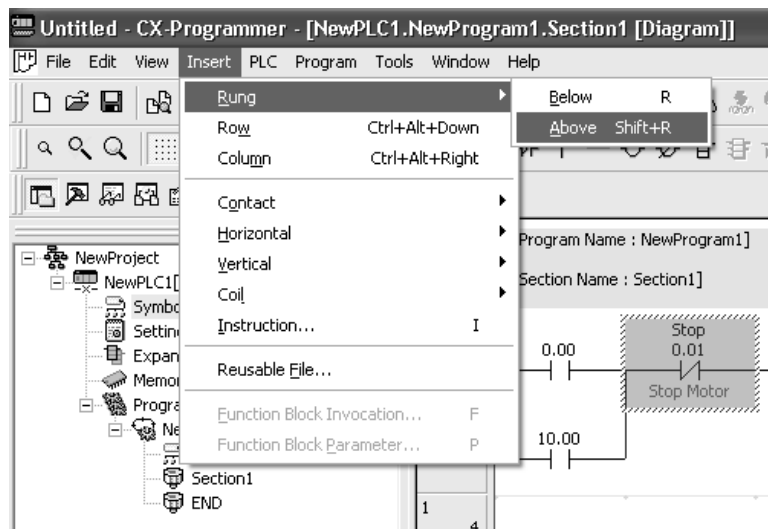 Untitled - CX-Programmer - [NewPLC1.NewProgram1.Section1 [Diagram]]
File Edit View Insert PLC Program Tools Window Help
Rung
Below R
Above Shift+R
Row Ctrl+Alt+Down
Column Ctrl+Alt+Right
Contact
Horizontal
Vertical
Coil
Instruction... I
Reusable File...
Function Block Invocation... F
Function Block Parameter... P
NewProject
NewPLC1[
Symbo
Settin
Expan
Memor
Progra
Ne
Section1
END
Program Name : NewProgram1]
Section Name : Section1]
Stop
0.00 0.01
Stop Motor
10.00
1
4